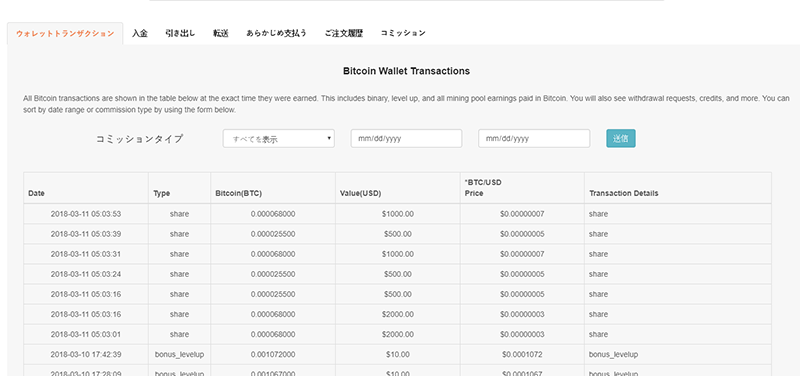 ウォレットトランザクション 入金 引き出し 転送 あらかじめ支払う ご注文履歴 コミッション
Bitcoin Wallet Transactions
All Bitcoin transactions are shown in the table below at the exact time they were earned. This includes binary, level up, and all mining pool earnings paid in Bitcoin. You will also see withdrawal requests, credits, and more. You can
sort by date range or commission type by using the form below.
コミッションタイプ すべてを表示 mm/dd/yyyy mm/dd/yyyy 送信
*BTC/USD
Date Type Bitcoin(BTC) Value(USD) Price Transaction Details
2018-03-11 05:03:53 share 0.000068000 $1000.00 $0.00000007 share
2018-03-11 05:03:39 share 0.000025500 $500.00 $0.00000005 share
2018-03-11 05:03:31 share 0.000068000 $1000.00 $0.00000007 share
2018-03-11 05:03:24 share 0.000025500 $500.00 $0.00000005 share
2018-03-11 05:03:16 share 0.000025500 $500.00 $0.00000005 share
2018-03-11 05:03:16 share 0.000068000 $2000.00 $0.00000003 share
2018-03-11 05:03:01 share 0.000068000 $2000.00 $0.00000003 share
2018-03-10 17:42:39 bonus_levelup 0.001072000 $10.00 $0.0001072 bonus_levelup
2018-03-10 17:28:09 bonus_levelup 0.001067000 $10.00 $0.0001067 bonus_levelup